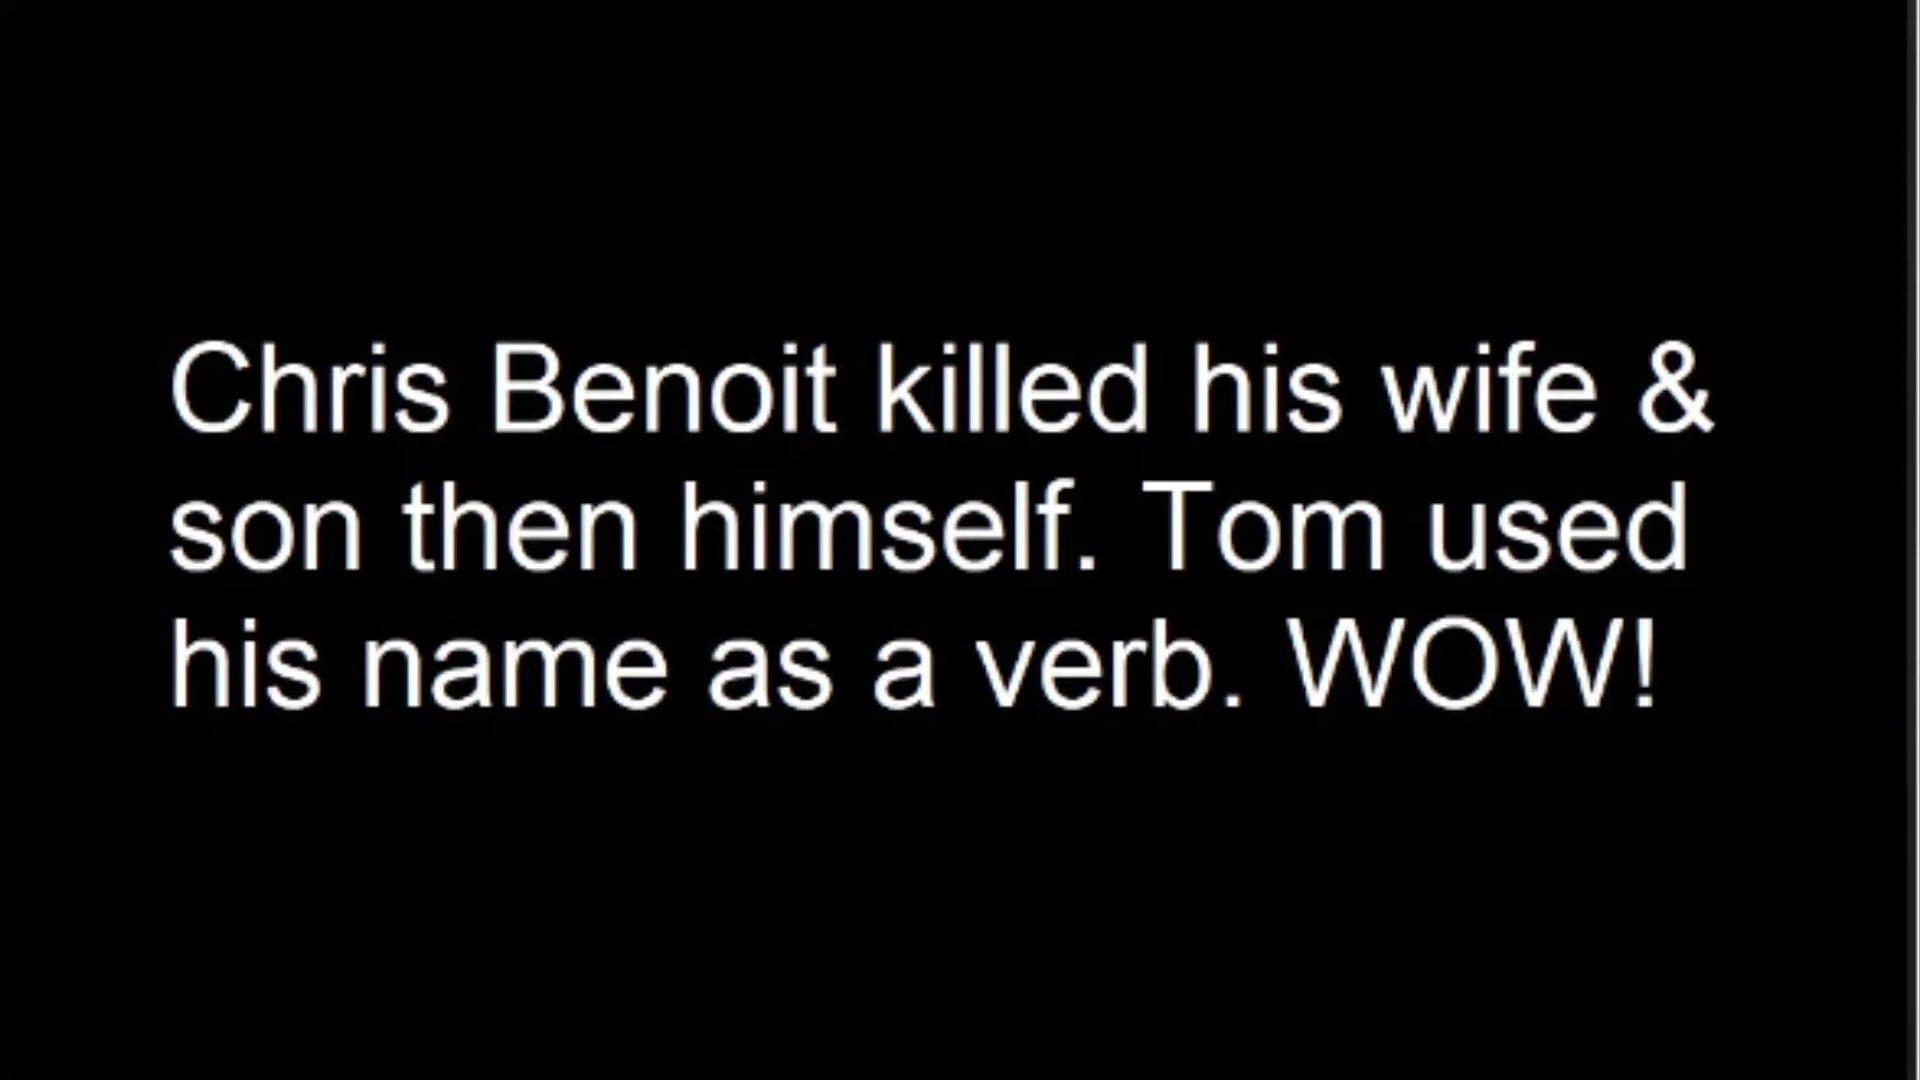 Chris Benoit killed his wife &
son then himself. Tom used
his name as a verb. WOW!